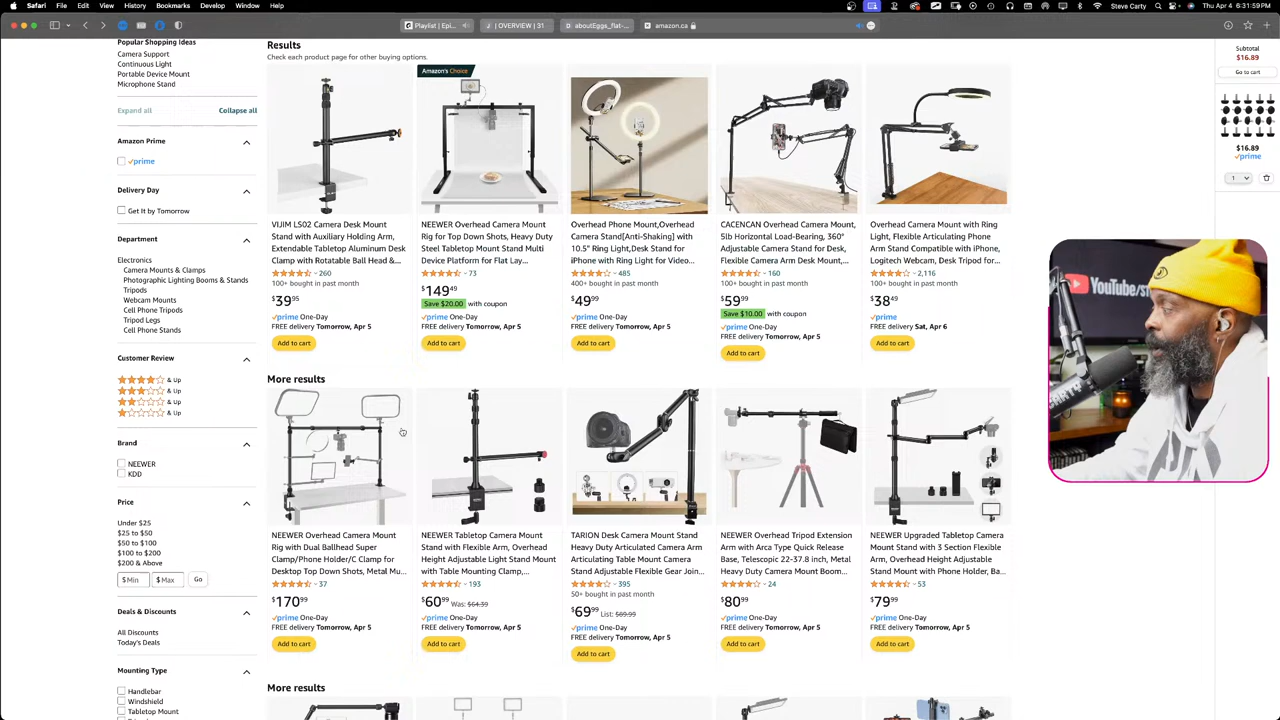 Safari File Edit View History Bookmarks Develop Window Help Steve Carty Thu Apr 4 6:31:59 PM
Playlist | Epi... | OVERVIEW | 31 aboutEggs_flat-... amazon.ca
Popular Shopping Ideas
Camera Support
Continuous Light
Portable Device Mount
Microphone Stand
Expand all Collapse all
Amazon Prime
prime
Delivery Day
Get It by Tomorrow
Department
Electronics
Camera Mounts & Clamps
Photographic Lighting Booms & Stands
Tripods
Webcam Mounts
Cell Phone Tripods
Tripod Legs
Cell Phone Stands
Customer Review
& Up
& Up
& Up
& Up
Brand
NEEWER
KDD
Price
Under $25
$25 to $50
$50 to $100
$100 to $200
$200 & Above
$ Min $ Max Go
Deals & Discounts
All Discounts
Today's Deals
Mounting Type
Handlebar
Windshield
Tabletop Mount
Results
Check each product page for other buying options.
VIJIM LS02 Camera Desk Mount
Stand with Auxiliary Holding Arm,
Extendable Tabletop Aluminum Desk
Clamp with Rotatable Ball Head &...
260
100+ bought in past month
$39.95
prime One-Day
FREE delivery Tomorrow, Apr 5
Add to cart
Amazon's Choice
NEEWER Overhead Camera Mount
Rig for Top Down Shots, Heavy Duty
Steel Tabletop Mount Stand Multi
Device Platform for Flat Lay...
73
$149.49
Save $20.00 with coupon
prime One-Day
FREE delivery Tomorrow, Apr 5
Add to cart
Overhead Phone Mount,Overhead
Camera Stand[Anti-Shaking] with
10.5" Ring Light,Desk Stand for
iPhone with Ring Light for Video...
485
400+ bought in past month
$49.99
prime One-Day
FREE delivery Tomorrow, Apr 5
Add to cart
CACENCAN Overhead Camera Mount,
5lb Horizontal Load-Bearing, 360°
Adjustable Camera Stand for Desk,
Flexible Camera Arm Desk Mount,...
160
100+ bought in past month
$59.99
Save $10.00 with coupon
prime One-Day
FREE delivery Tomorrow, Apr 5
Add to cart
Overhead Camera Mount with Ring
Light, Flexible Articulating Phone
Arm Stand Compatible with iPhone,
Logitech Webcam, Desk Tripod for...
2,116
100+ bought in past month
$38.49
prime
FREE delivery Sat, Apr 6
Add to cart
More results
NEEWER Overhead Camera Mount
Rig with Dual Ballhead Super
Clamp/Phone Holder/C Clamp for
Desktop Top Down Shots, Metal Mu...
37
$170.99
prime One-Day
FREE delivery Tomorrow, Apr 5
Add to cart
NEEWER Tabletop Camera Mount
Stand with Flexible Arm, Overhead
Height Adjustable Light Stand Mount
with Table Mounting Clamp,...
193
$60.99 Was: $64.39
prime One-Day
FREE delivery Tomorrow, Apr 5
Add to cart
TARION Desk Camera Mount Stand
Heavy Duty Articulated Camera Arm
Articulating Table Mount Camera
Stand Adjustable Flexible Gear Join...
395
50+ bought in past month
$69.99 List: $89.99
prime One-Day
FREE delivery Tomorrow, Apr 5
Add to cart
NEEWER Overhead Tripod Extension
Arm with Arca Type Quick Release
Base, Telescopic 22-37.8 inch, Metal
Heavy Duty Camera Mount Boom...
24
$80.99
prime One-Day
FREE delivery Tomorrow, Apr 5
Add to cart
NEEWER Upgraded Tabletop Camera
Mount Stand with 3 Section Flexible
Arm, Overhead Height Adjustable
Stand Mount with Phone Holder, Ba...
53
$79.99
prime One-Day
FREE delivery Tomorrow, Apr 5
Add to cart
More results
Subtotal
$16.89
Go to cart
$16.89
prime
1
YouTube/st